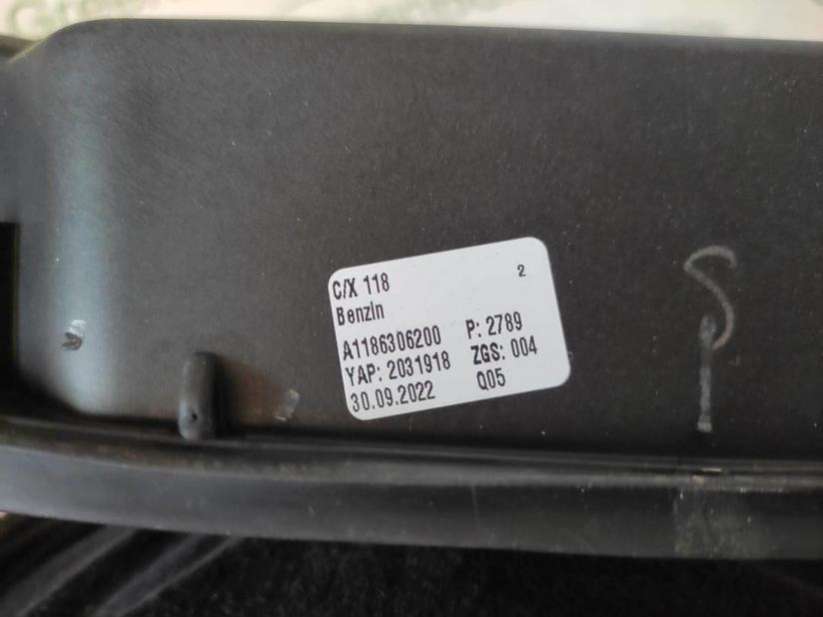 C/X 118 2
Benzin
A1186306200 P: 2789
YAP: 2031918 ZGS: 004
30.09.2022 Q05
S